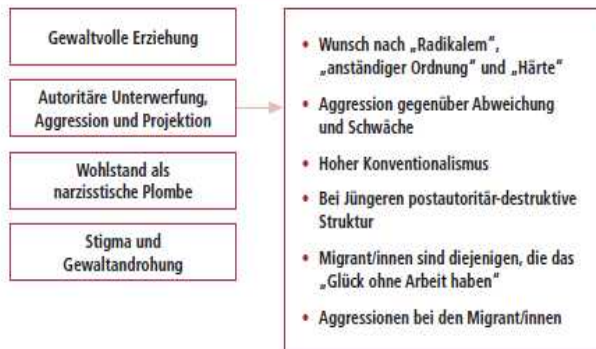 Gewaltvolle Erziehung
Autoritäre Unterwerfung,
Aggression und Projektion
Wohlstand als
narzisstische Plombe
Stigma und
Gewaltandrohung
• Wunsch nach „Radikalem“,
„anständiger Ordnung“ und „Härte“
• Aggression gegenüber Abweichung
und Schwäche
• Hoher Konventionalismus
• Bei Jüngeren postautoritär-destruktive
Struktur
• Migrant/innen sind diejenigen, die das
„Glück ohne Arbeit haben“
• Aggressionen bei den Migrant/innen